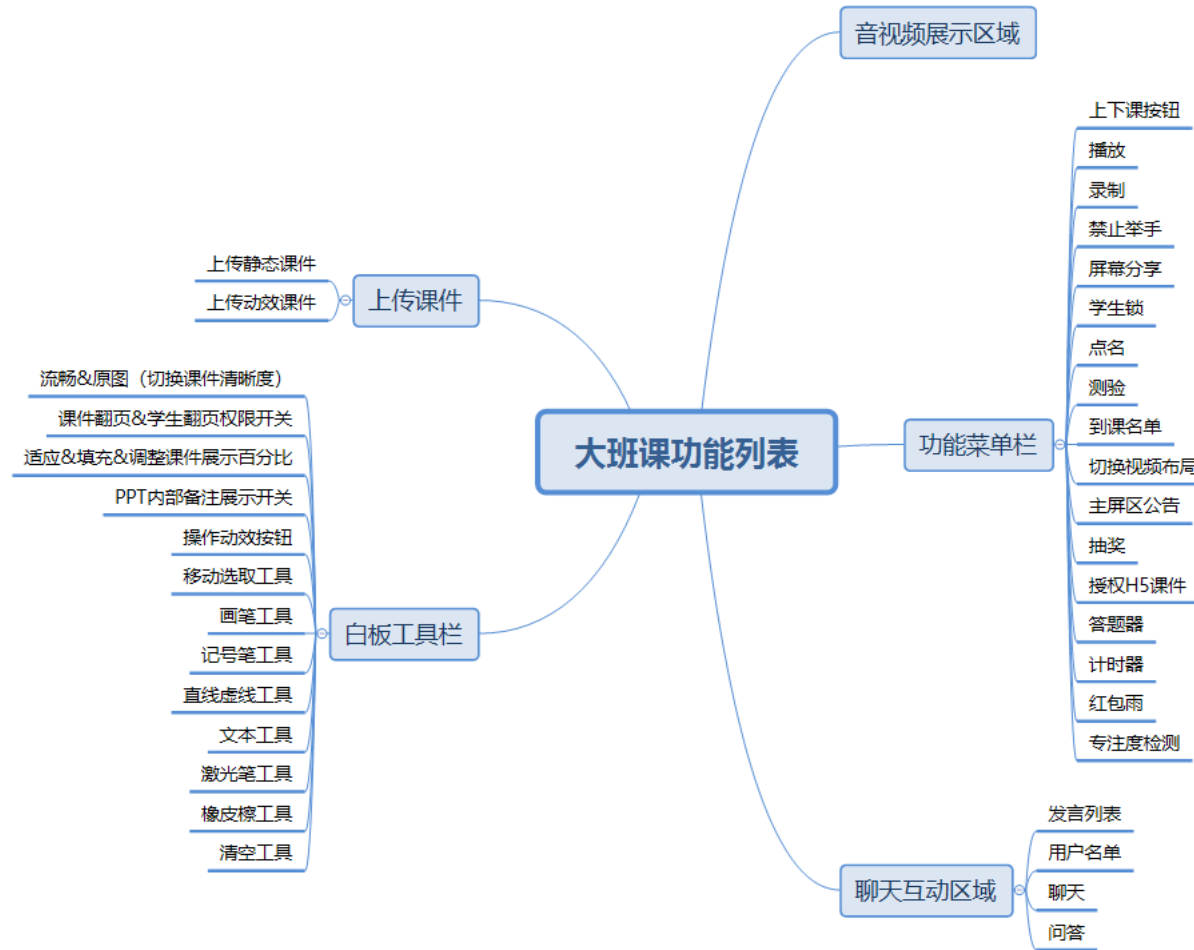 大班课功能列表
音视频展示区域
功能菜单栏
上下课按钮
播放
录制
禁止举手
屏幕分享
学生锁
点名
测验
到课名单
切换视频布局
主屏区公告
抽奖
授权H5课件
答题器
计时器
红包雨
专注度检测
聊天互动区域
发言列表
用户名单
聊天
问答
上传课件
上传静态课件
上传动效课件
白板工具栏
流畅&原图（切换课件清晰度）
课件翻页&学生翻页权限开关
适应&填充&调整课件展示百分比
PPT内部备注展示开关
操作动效按钮
移动选取工具
画笔工具
记号笔工具
直线虚线工具
文本工具
激光笔工具
橡皮檫工具
清空工具